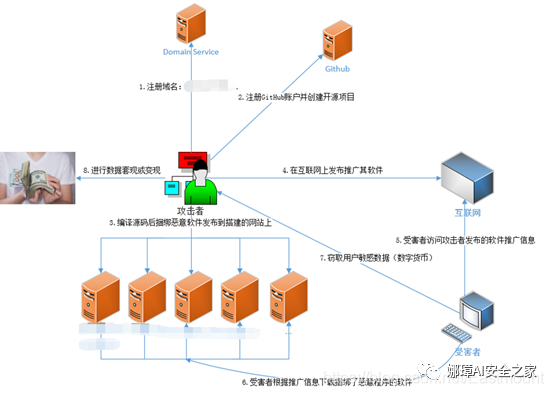 Domain Service
Github
1.注册域名：
2.注册GitHub账户并创建开源项目
8.进行数据套现或变现
4.在互联网上发布推广其软件
攻击者
互联网
3.编译源码后捆绑恶意软件发布到搭建的网站上
5.受害者访问攻击者发布的软件推广信息
7.窃取用户敏感数据（数字货币）
...
受害者
6.受害者根据推广信息下载捆绑了恶意程序的软件
娜璋AI安全之家